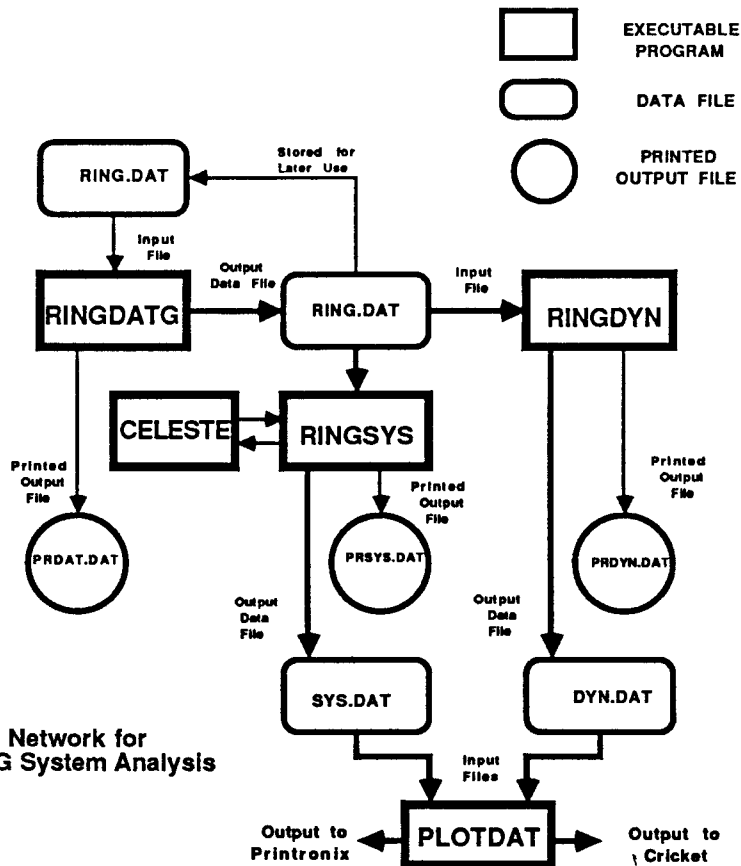 EXECUTABLE
PROGRAM
DATA FILE
PRINTED
OUTPUT FILE
RING.DAT
Stored for
Later Use
Input
File
Output
Data File
Input
File
RINGDATG
RING.DAT
RINGDYN
CELESTE
RINGSYS
Printed
Output
File
Printed
Output
File
Printed
Output
File
PRDAT.DAT
PRSYS.DAT
PRDYN.DAT
Output
Data
File
Output
Data
File
SYS.DAT
DYN.DAT
Network for
G System Analysis
Input
Files
Output to
Printronix
PLOTDAT
Output to
Cricket